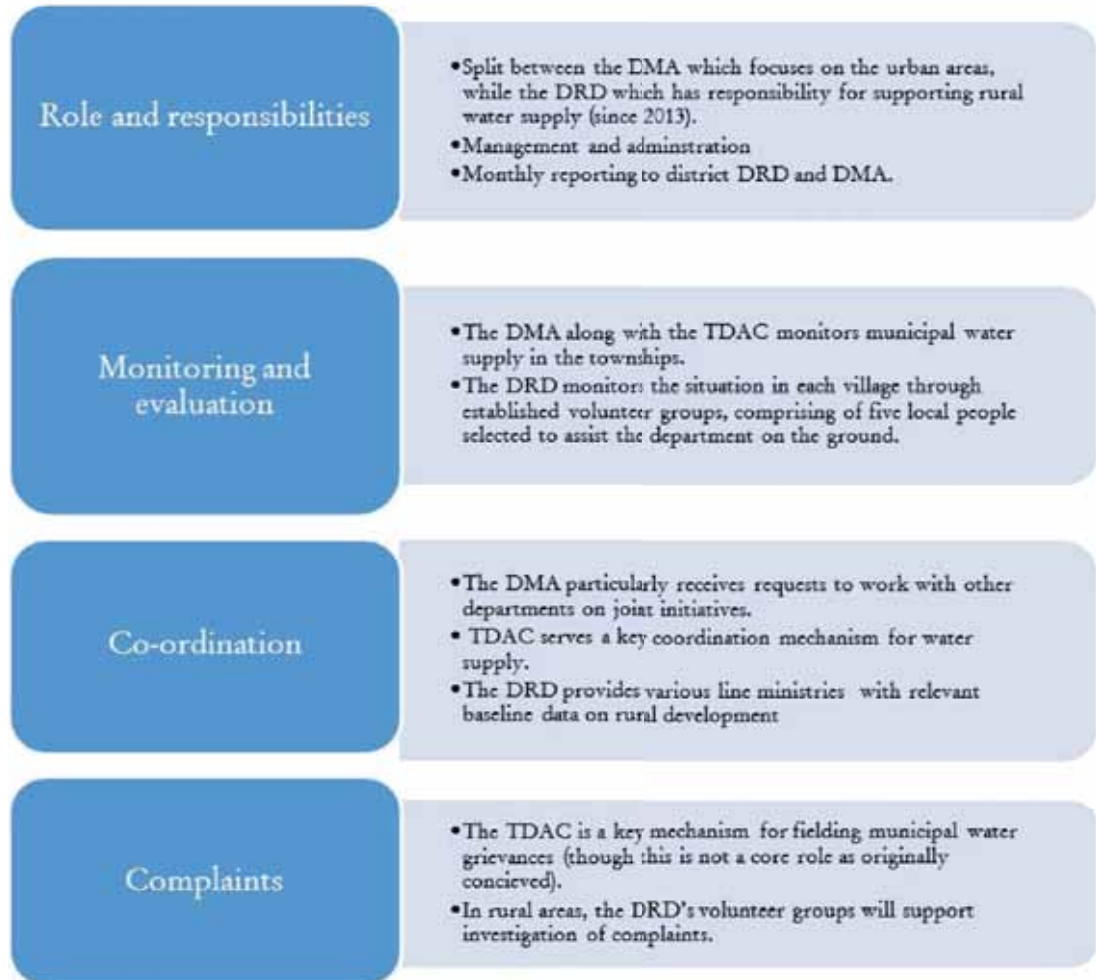 Role and responsibilities
•Split between the DMA which focuses on the urban areas,
while the DRD which has responsibility for supporting rural
water supply (since 2013).
•Management and adminstration
•Monthly reporting to district DRD and DMA.
Monitoring and
evaluation
•The DMA along with the TDAC monitors municipal water
supply in the townships.
•The DRD monitors the situation in each village through
established volunteer groups, comprising of five local people
selected to assist the department on the ground.
Co-ordination
•The DMA particularly receives requests to work with other
departments on joint initiatives.
• TDAC serves a key coordination mechanism for water
supply.
•The DRD provides various line ministries with relevant
baseline data on rural development
Complaints
•The TDAC is a key mechanism for fielding municipal water
grievances (though this is not a core role as originally
concieved).
•In rural areas, the DRD's volunteer groups will support
investigation of complaints.